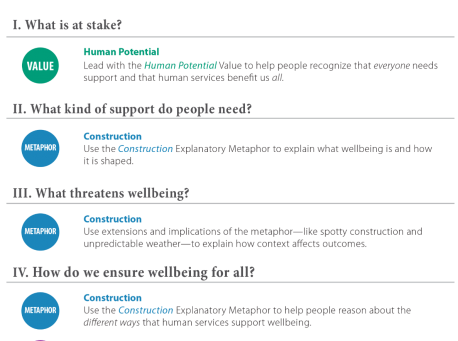 I. What is at stake?
VALUE
Human Potential
Lead with the Human Potential Value to help people recognize that everyone needs
support and that human services benefit us all.
II. What kind of support do people need?
METAPHOR
Construction
Use the Construction Explanatory Metaphor to explain what wellbeing is and how
it is shaped.
III. What threatens wellbeing?
METAPHOR
Construction
Use extensions and implications of the metaphor—like spotty construction and
unpredictable weather—to explain how context affects outcomes.
IV. How do we ensure wellbeing for all?
METAPHOR
Construction
Use the Construction Explanatory Metaphor to help people reason about the
different ways that human services support wellbeing.